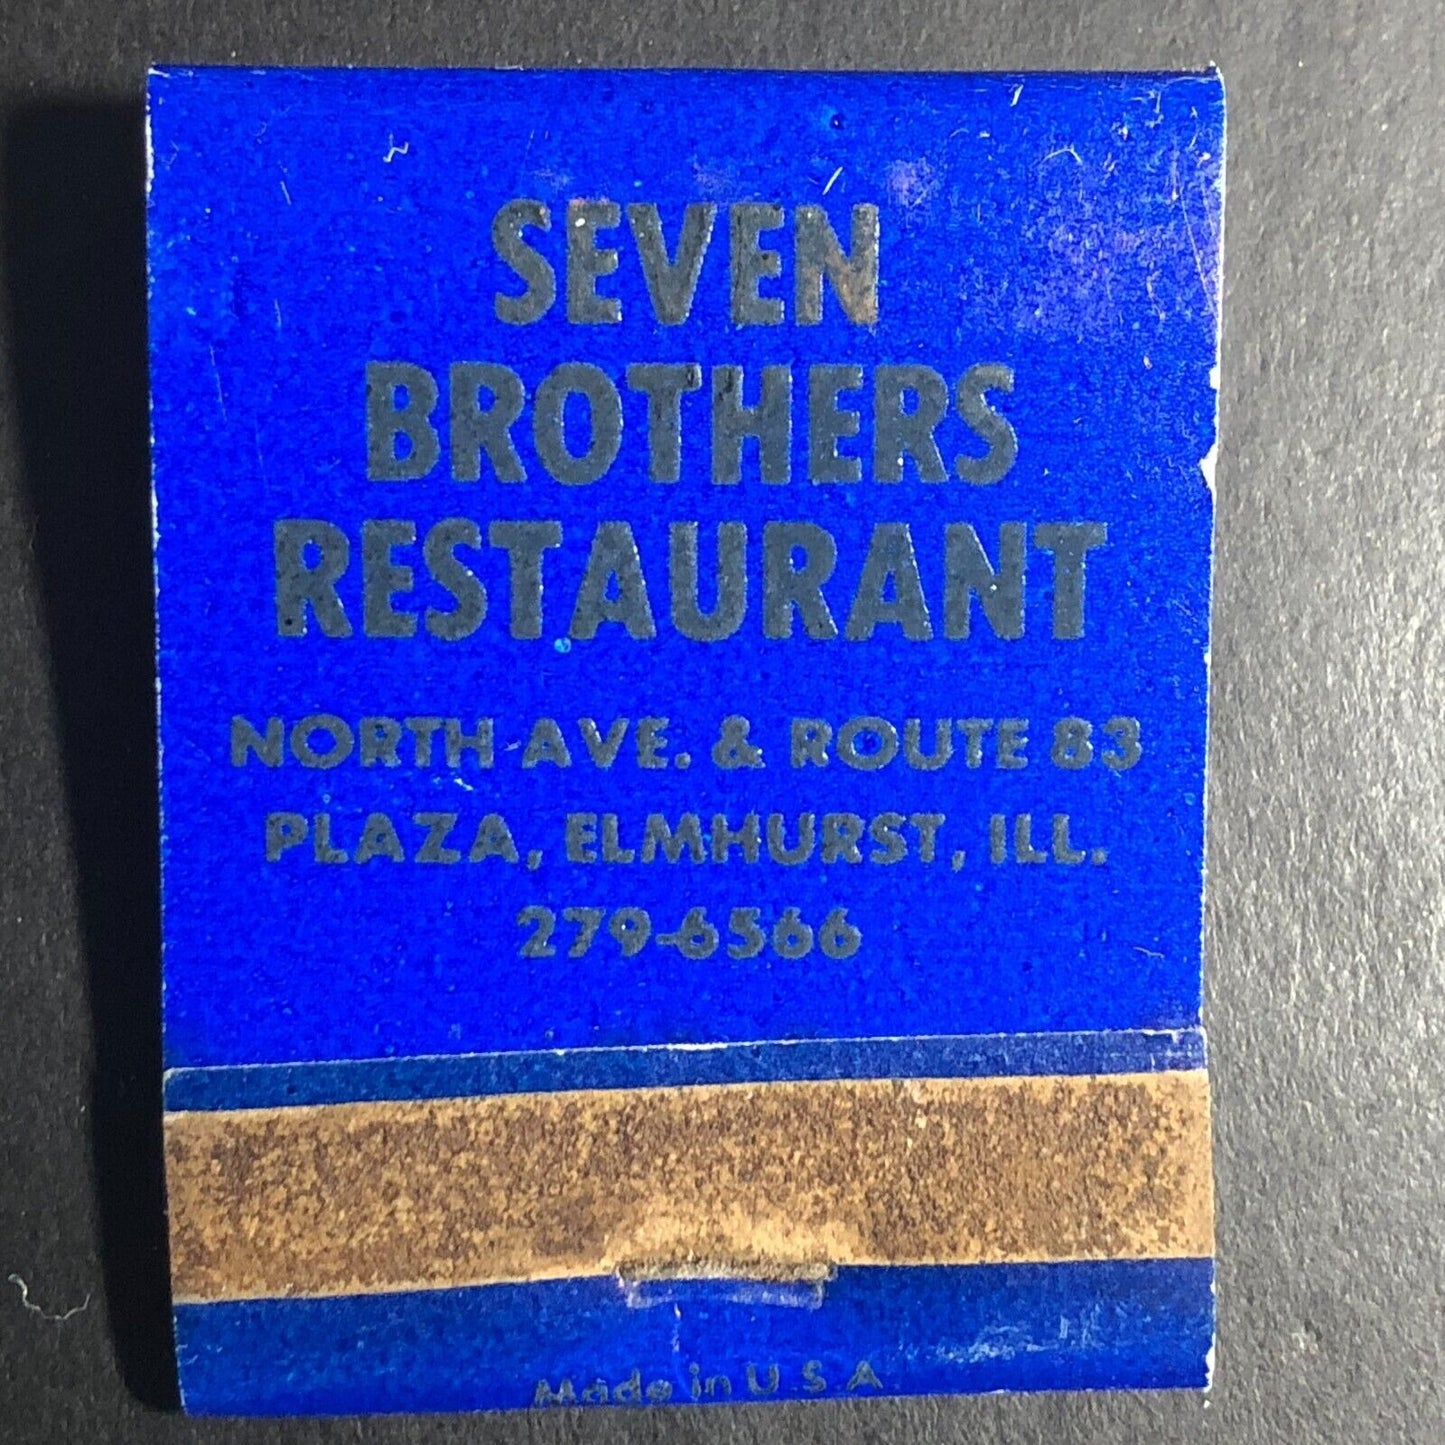 SEVEN
BROTHERS
RESTAURANT
NORTH AVE. & ROUTE 83
PLAZA, ELMHURST, ILL.
279-6566
Made in U.S.A